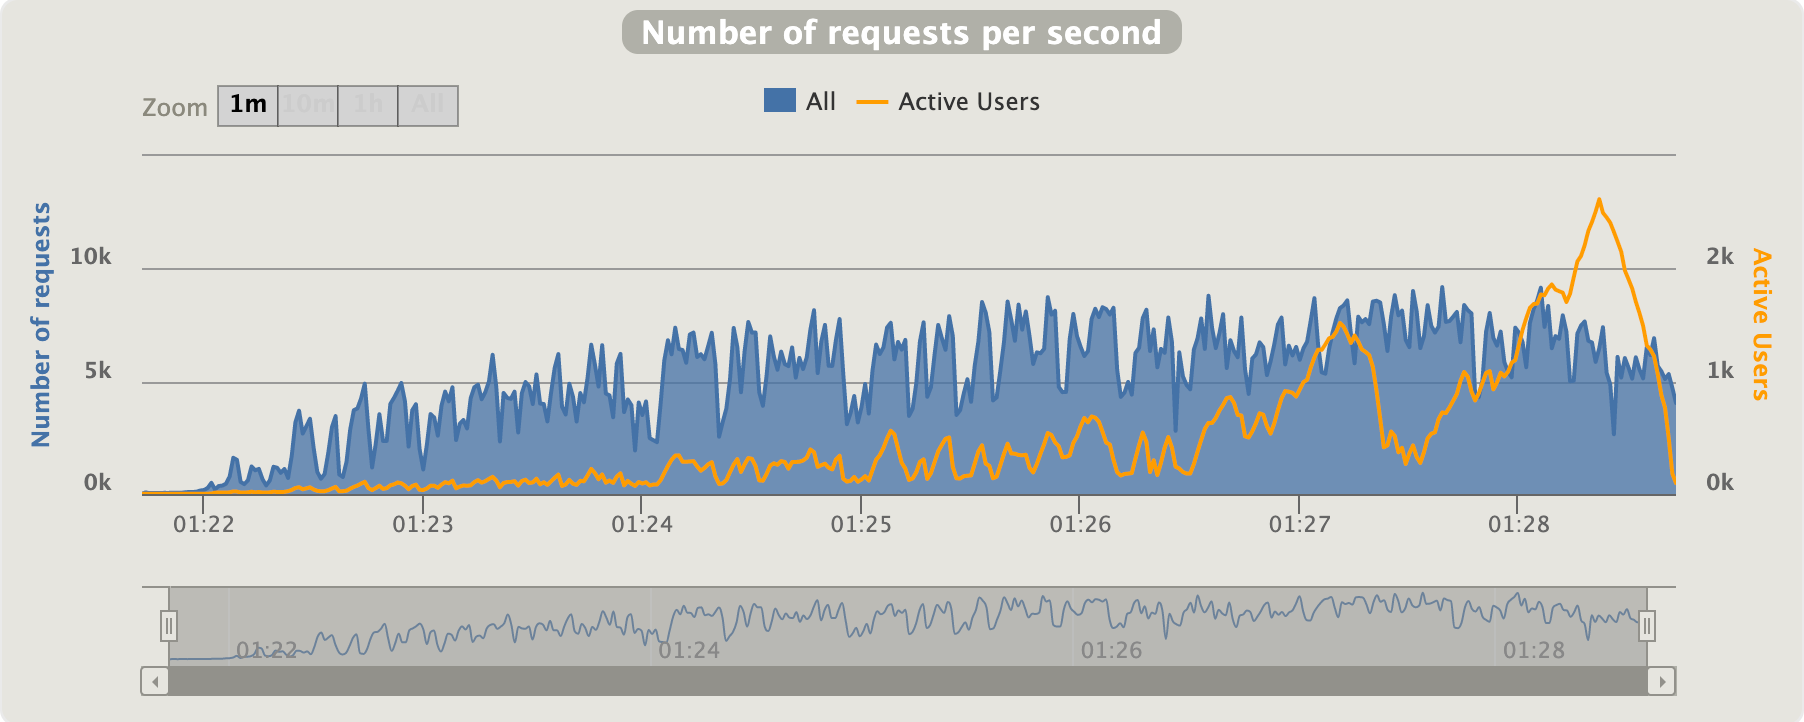 Number of requests per second
Zoom 1m 10m 1h All
All Active Users
Number of requests
10k
5k
0k
2k
1k
0k
Active Users
01:22 01:23 01:24 01:25 01:26 01:27 01:28
01:22 01:24 01:26 01:28